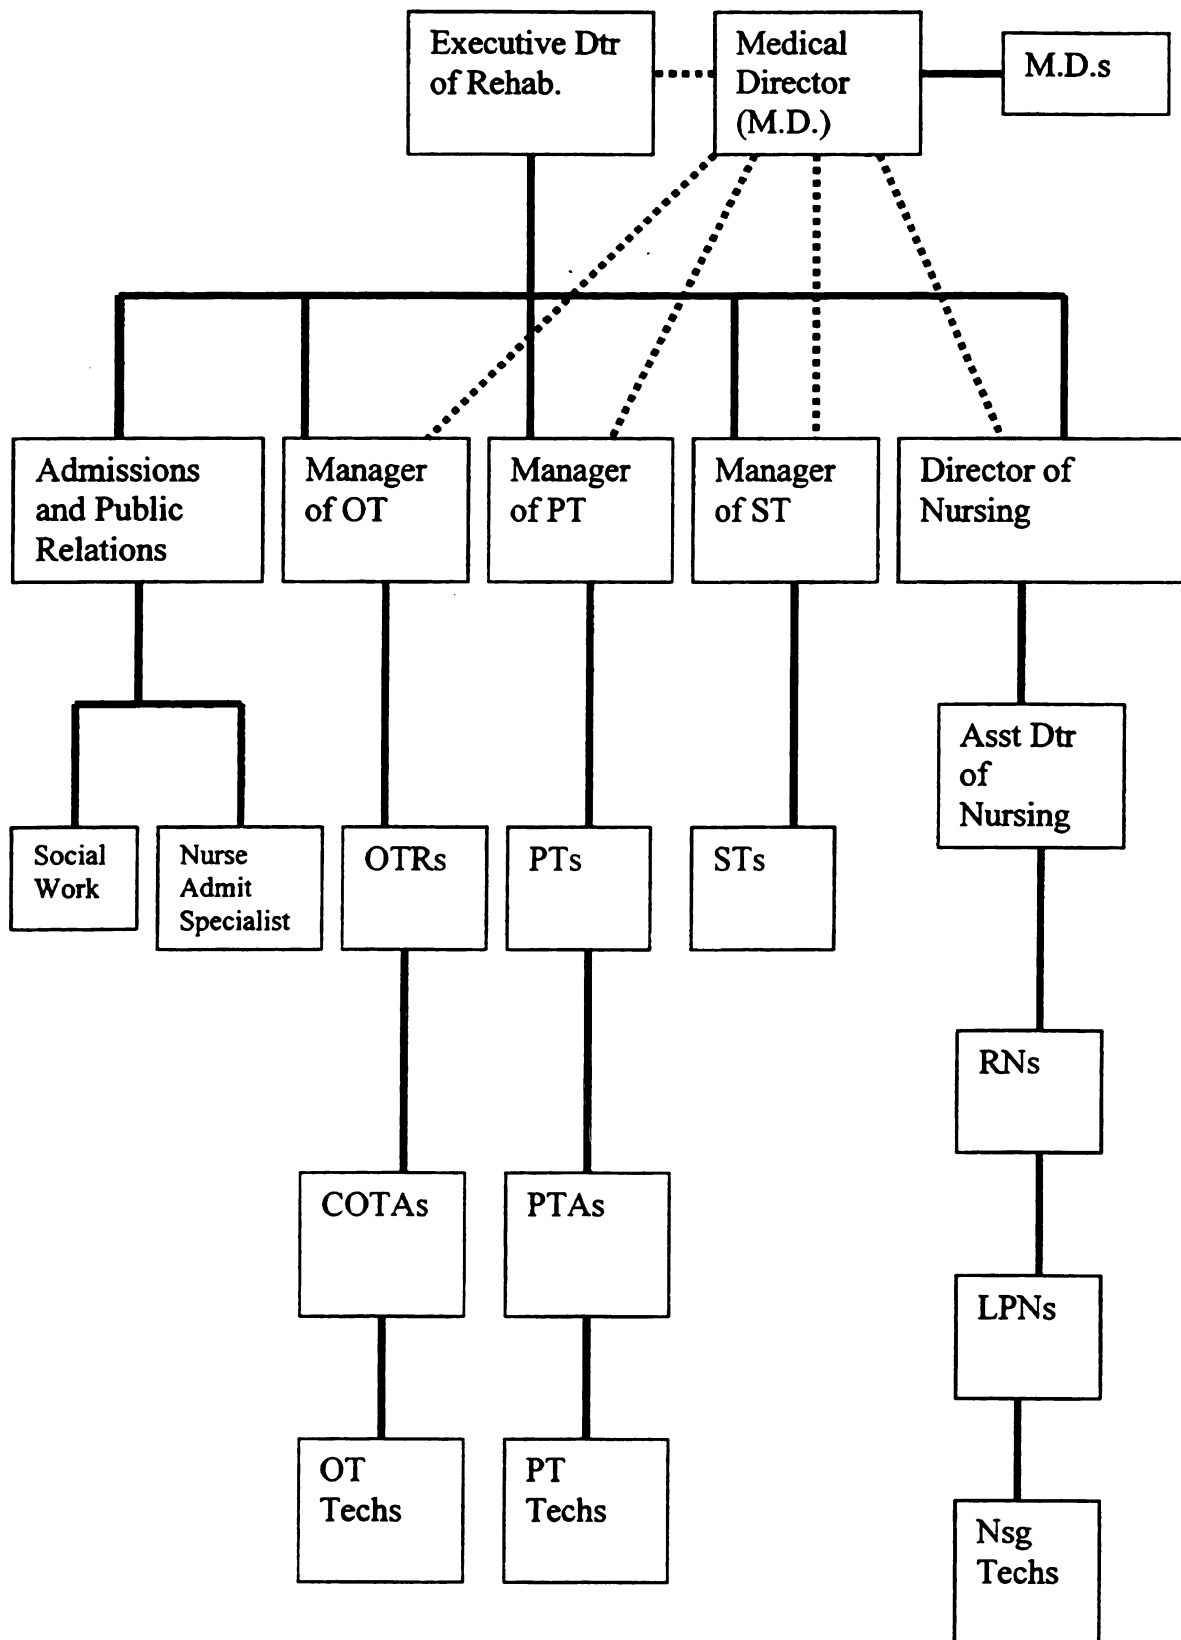 Executive Dtr
of Rehab.
Medical
Director
(M.D.)
M.D.s
Admissions
and Public
Relations
Manager
of OT
Manager
of PT
Manager
of ST
Director of
Nursing
Asst Dtr
of
Nursing
Social
Work
Nurse
Admit
Specialist
OTRs
PTs
STs
RNs
COTAs
PTAs
LPNs
OT
Techs
PT
Techs
Nsg
Techs